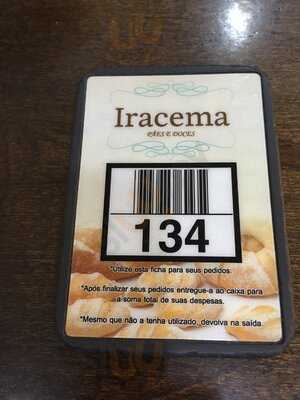 Iracema
PÃES E DOCES
134
*Utilize esta ficha para seus pedidos.
*Após finalizar seus pedidos entregue-a ao caixa para
a soma total de suas despesas.
*Mesmo que não a tenha utilizado, devolva na saída.